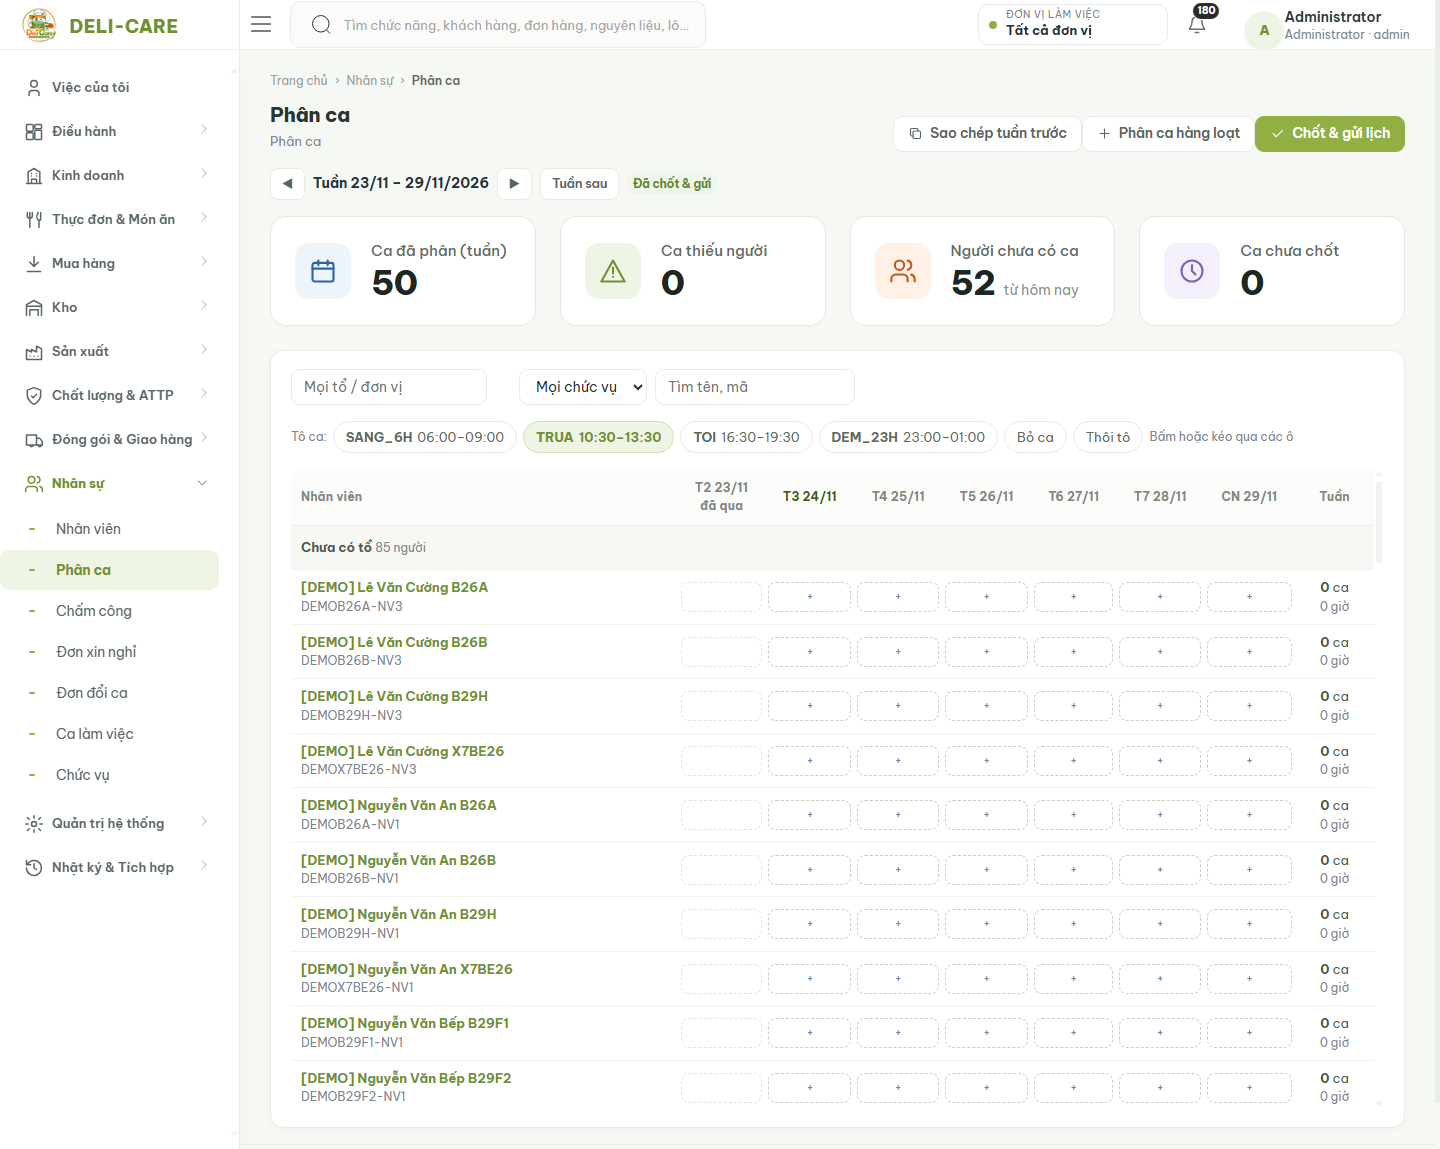 DELI-CARE
Tìm chức năng, khách hàng, đơn hàng, nguyên liệu, lô...
ĐƠN VỊ LÀM VIỆC
Tất cả đơn vị
180
A
Administrator
Administrator · admin
Việc của tôi
Điều hành
Kinh doanh
Thực đơn & Món ăn
Mua hàng
Kho
Sản xuất
Chất lượng & ATTP
Đóng gói & Giao hàng
Nhân sự
- Nhân viên
- Phân ca
- Chấm công
- Đơn xin nghỉ
- Đơn đổi ca
- Ca làm việc
- Chức vụ
Quản trị hệ thống
Nhật ký & Tích hợp
Trang chủ › Nhân sự › Phân ca
Phân ca
Phân ca
Sao chép tuần trước
+ Phân ca hàng loạt
Chốt & gửi lịch
◀ Tuần 23/11 – 29/11/2026 ▶ Tuần sau Đã chốt & gửi
Ca đã phân (tuần)
50
Ca thiếu người
0
Người chưa có ca
52 từ hôm nay
Ca chưa chốt
0
Mọi tổ / đơn vị
Mọi chức vụ
Tìm tên, mã
Tô ca: SANG_6H 06:00–09:00 TRUA 10:30–13:30 TOI 16:30–19:30 DEM_23H 23:00–01:00 Bỏ ca Thôi tô Bấm hoặc kéo qua các ô
Nhân viên T2 23/11 đã qua T3 24/11 T4 25/11 T5 26/11 T6 27/11 T7 28/11 CN 29/11 Tuần
Chưa có tổ 85 người
[DEMO] Lê Văn Cường B26A + + + + + + 0 ca
DEMOB26A-NV3 0 giờ
[DEMO] Lê Văn Cường B26B + + + + + + 0 ca
DEMOB26B-NV3 0 giờ
[DEMO] Lê Văn Cường B29H + + + + + + 0 ca
DEMOB29H-NV3 0 giờ
[DEMO] Lê Văn Cường X7BE26 + + + + + + 0 ca
DEMOX7BE26-NV3 0 giờ
[DEMO] Nguyễn Văn An B26A + + + + + + 0 ca
DEMOB26A-NV1 0 giờ
[DEMO] Nguyễn Văn An B26B + + + + + + 0 ca
DEMOB26B-NV1 0 giờ
[DEMO] Nguyễn Văn An B29H + + + + + + 0 ca
DEMOB29H-NV1 0 giờ
[DEMO] Nguyễn Văn An X7BE26 + + + + + + 0 ca
DEMOX7BE26-NV1 0 giờ
[DEMO] Nguyễn Văn Bếp B29F1 + + + + + + 0 ca
DEMOB29F1-NV1 0 giờ
[DEMO] Nguyễn Văn Bếp B29F2 + + + + + + 0 ca
DEMOB29F2-NV1 0 giờ